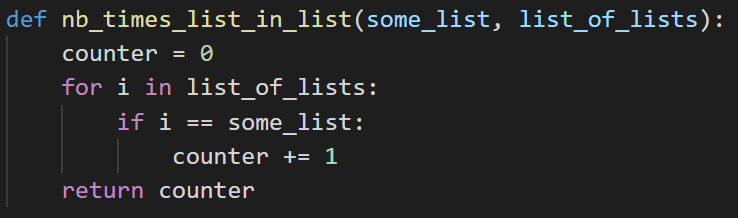 def nb_times_list_in_list(some_list, list_of_lists):
    counter = 0
    for i in list_of_lists:
        if i == some_list:
            counter += 1
    return counter